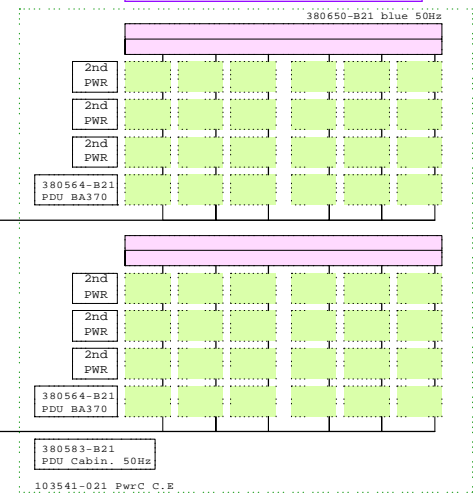 380650-B21 blue 50Hz
2nd
PWR
2nd
PWR
2nd
PWR
380564-B21
PDU BA370
2nd
PWR
2nd
PWR
2nd
PWR
380564-B21
PDU BA370
380583-B21
PDU Cabin. 50Hz
103541-021 PwrC C.E